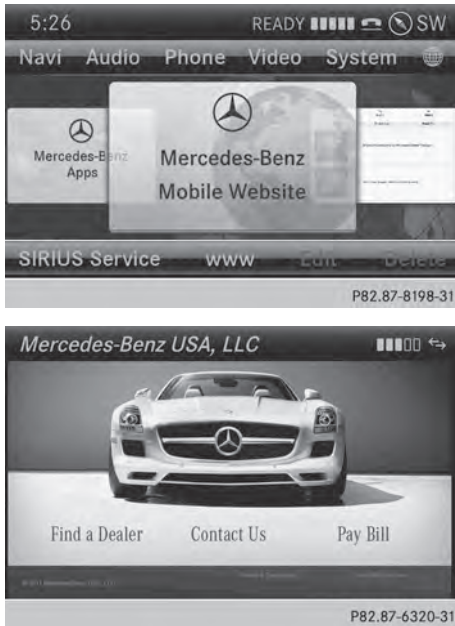 5:26 READY SW
Navi Audio Phone Video System
Mercedes-Benz
Apps
Mercedes-Benz
Mobile Website
SIRIUS Service www Edit Delete
P82.87-8198-31
Mercedes-Benz USA, LLC
Find a Dealer Contact Us Pay Bill
P82.87-6320-31